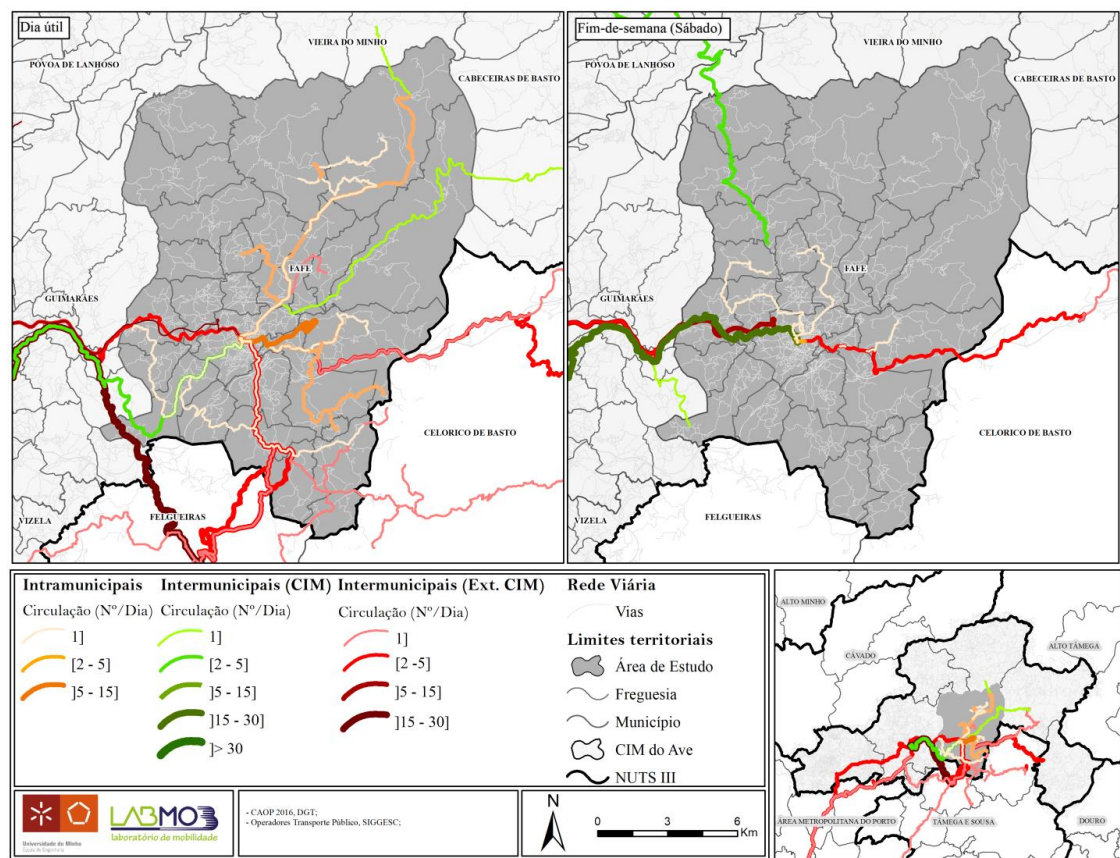 Dia útil
VIEIRA DO MINHO
PÓVOA DE LANHOSO
CABECEIRAS DE BASTO
FAFE
GUIMARÃES
CELORICO DE BASTO
VIZELA
FELGUEIRAS
Fim-de-semana (Sábado)
VIEIRA DO MINHO
PÓVOA DE LANHOSO
CABECEIRAS DE BASTO
FAFE
GUIMARÃES
CELORICO DE BASTO
FELGUEIRAS
VIZELA
Intramunicipais
Circulação (Nº/Dia)
1]
[2 - 5]
]5 - 15]
Intermunicipais (CIM)
Circulação (Nº/Dia)
1]
[2 - 5]
]5 - 15]
]15 - 30]
]> 30
Intermunicipais (Ext. CIM)
Circulação (Nº/Dia)
1]
[2 -5]
]5 - 15]
]15 - 30]
Rede Viária
Vias
Limites territoriais
Área de Estudo
Freguesia
Município
CIM do Ave
NUTS III
ALTO MINHO
CÁVADO
ALTO TÂMEGA
ÁREA METROPOLITANA DO PORTO
TÂMEGA E SOUSA
DOURO
Universidade do Minho
Escola de Engenharia
LABMOB
laboratório de mobilidade
- CAOP 2016, DGT;
- Operadores Transporte Público, SIGGESC;
N
0 3 6
Km